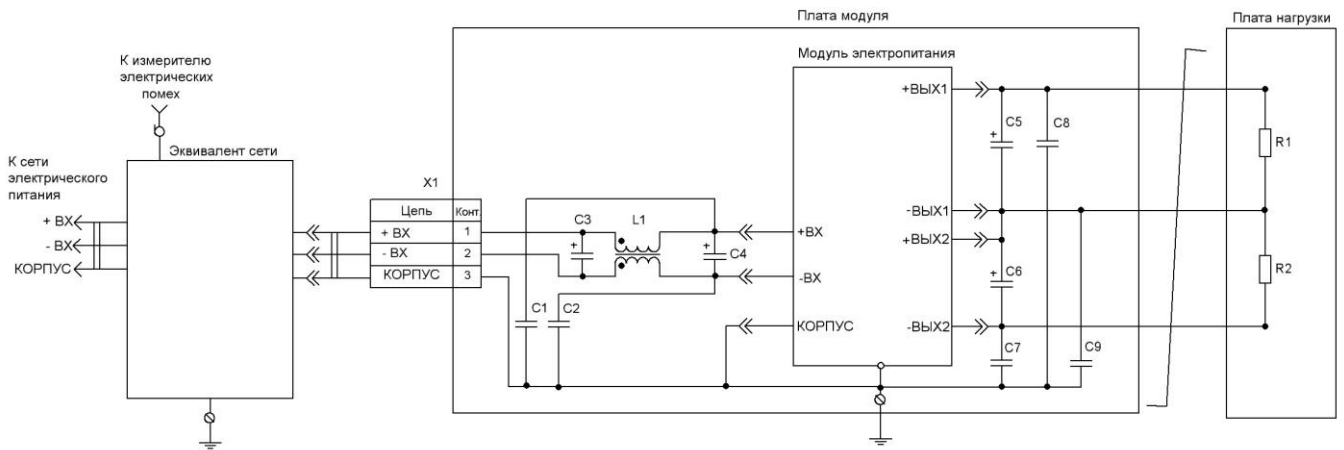 Плата модуля
Плата нагрузки
К измерителю
электрических
помех
Модуль электропитания
Эквивалент сети
К сети
электрического
питания
+ ВХ
- ВХ
КОРПУС
X1
Цепь Конт.
+ ВХ 1
- ВХ 2
КОРПУС 3
C3
L1
C4
C1
C2
+ВХ
-ВХ
КОРПУС
+ВЫХ1
-ВЫХ1
+ВЫХ2
-ВЫХ2
+
+
+
+
C5
C8
C6
C7
C9
R1
R2